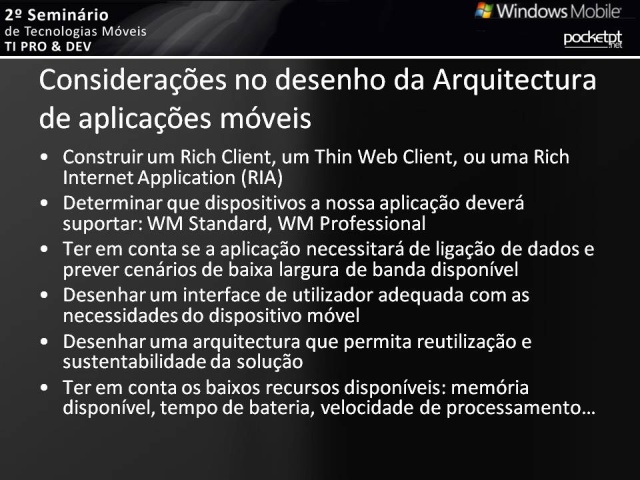 2º Seminário
de Tecnologias Móveis
TI PRO & DEV
Windows Mobile
pocketpt
.net
Considerações no desenho da Arquitectura
de aplicações móveis
• Construir um Rich Client, um Thin Web Client, ou uma Rich
Internet Application (RIA)
• Determinar que dispositivos a nossa aplicação deverá
suportar: WM Standard, WM Professional
• Ter em conta se a aplicação necessitará de ligação de dados e
prever cenários de baixa largura de banda disponível
• Desenhar um interface de utilizador adequada com as
necessidades do dispositivo móvel
• Desenhar uma arquitectura que permita reutilização e
sustentabilidade da solução
• Ter em conta os baixos recursos disponíveis: memória
disponível, tempo de bateria, velocidade de processamento…